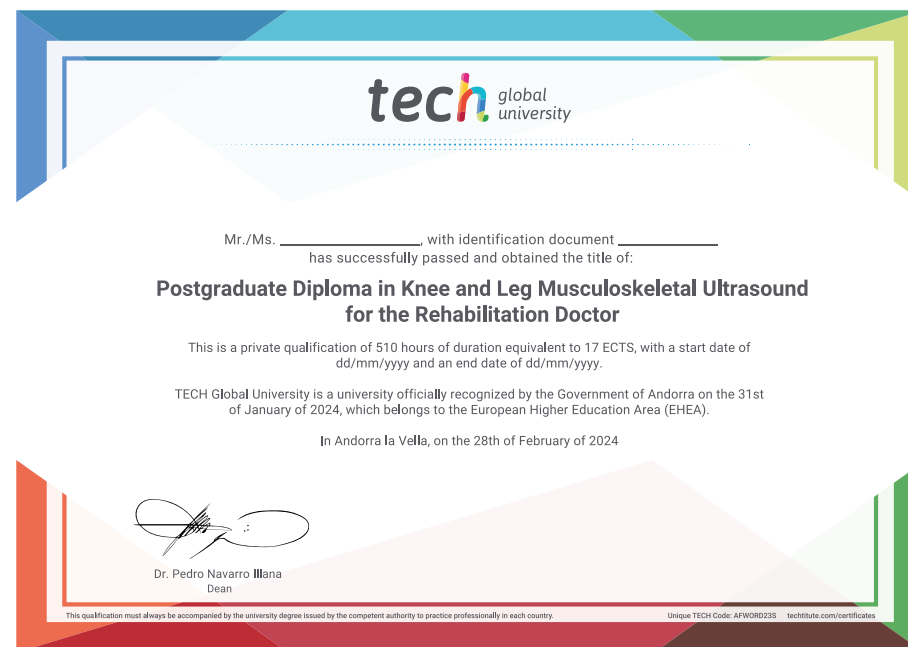 tech global university
Mr./Ms. ____________________, with identification document ______________
has successfully passed and obtained the title of:
Postgraduate Diploma in Knee and Leg Musculoskeletal Ultrasound
for the Rehabilitation Doctor
This is a private qualification of 510 hours of duration equivalent to 17 ECTS, with a start date of
dd/mm/yyyy and an end date of dd/mm/yyyy.
TECH Global University is a university officially recognized by the Government of Andorra on the 31st
of January of 2024, which belongs to the European Higher Education Area (EHEA).
In Andorra la Vella, on the 28th of February of 2024
Dr. Pedro Navarro Illana
Dean
This qualification must always be accompanied by the university degree issued by the competent authority to practice professionally in each country.
Unique TECH Code: AFWORD23S techtitute.com/certificates